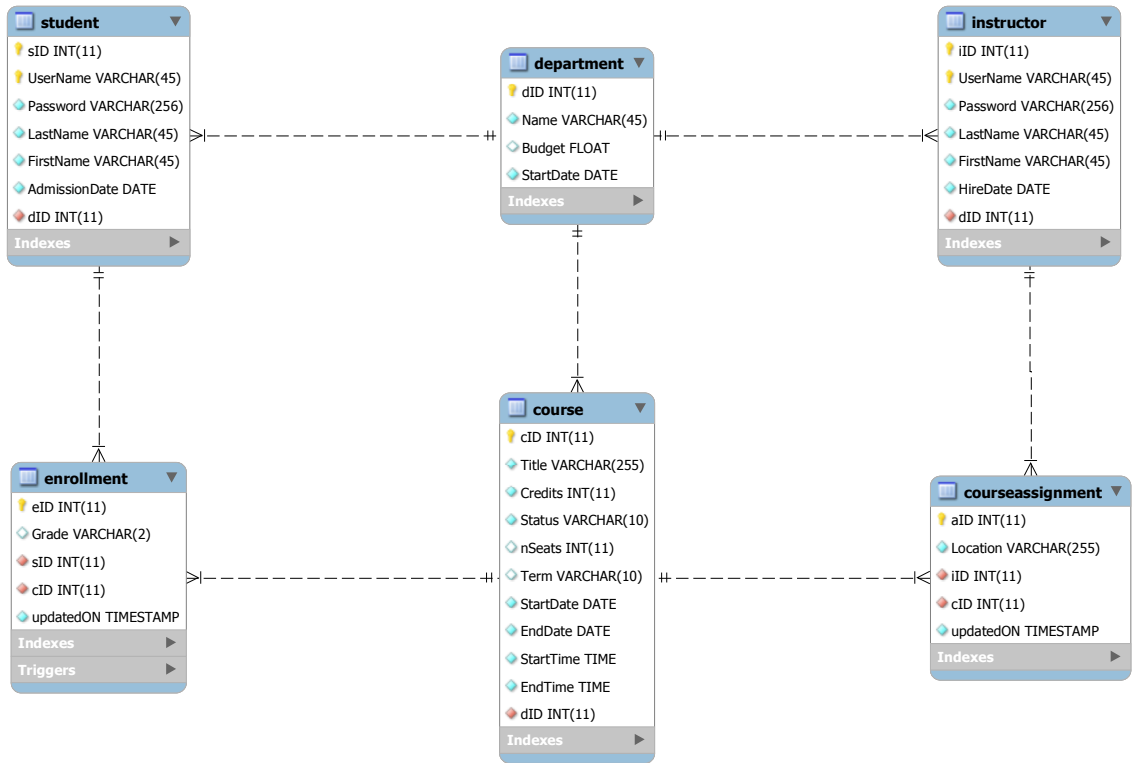 student
sID INT(11)
UserName VARCHAR(45)
Password VARCHAR(256)
LastName VARCHAR(45)
FirstName VARCHAR(45)
AdmissionDate DATE
dID INT(11)
Indexes
department
dID INT(11)
Name VARCHAR(45)
Budget FLOAT
StartDate DATE
Indexes
instructor
iID INT(11)
UserName VARCHAR(45)
Password VARCHAR(256)
LastName VARCHAR(45)
FirstName VARCHAR(45)
HireDate DATE
dID INT(11)
Indexes
enrollment
eID INT(11)
Grade VARCHAR(2)
sID INT(11)
cID INT(11)
updatedON TIMESTAMP
Indexes
Triggers
course
cID INT(11)
Title VARCHAR(255)
Credits INT(11)
Status VARCHAR(10)
nSeats INT(11)
Term VARCHAR(10)
StartDate DATE
EndDate DATE
StartTime TIME
EndTime TIME
dID INT(11)
Indexes
courseassignment
aID INT(11)
Location VARCHAR(255)
iID INT(11)
cID INT(11)
updatedON TIMESTAMP
Indexes